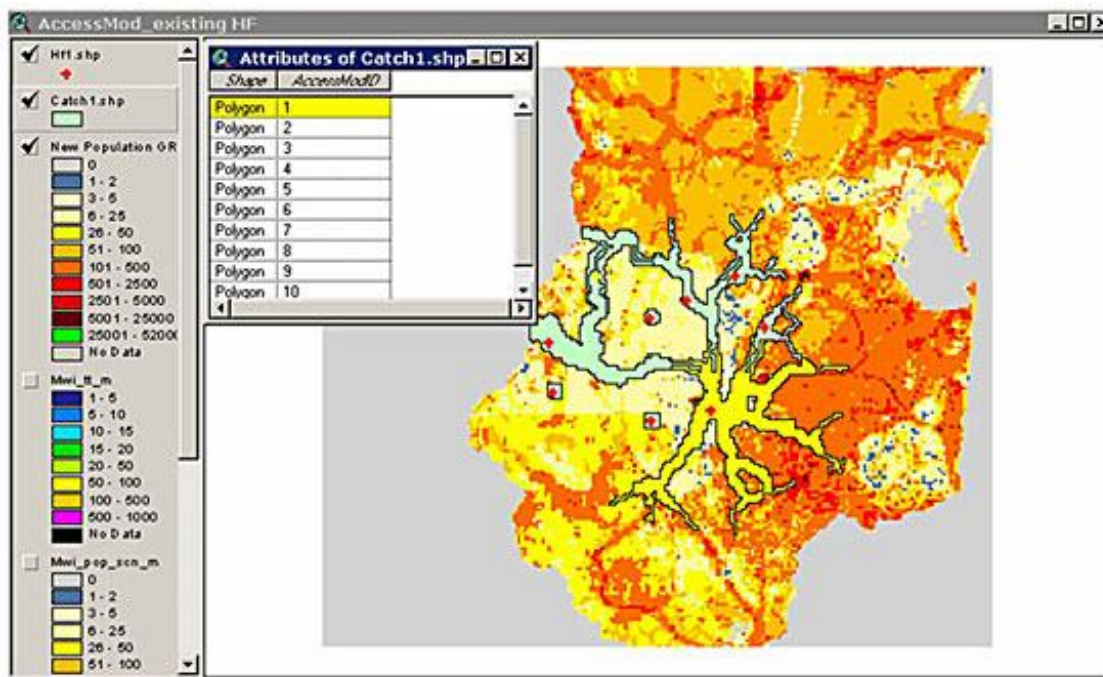 AccessMod_existing HF
Hf1.shp
Catch1.shp
New Population GR
0
1 - 2
3 - 5
6 - 25
26 - 50
51 - 100
101 - 500
501 - 2500
2501 - 5000
5001 - 25000
25001 - 5200
No Data
Mwi_tt_m
1 - 5
5 - 10
10 - 15
15 - 20
20 - 50
50 - 100
100 - 500
500 - 1000
No Data
Mwi_pop_scn_m
0
1 - 2
3 - 5
6 - 25
26 - 50
51 - 100
Attributes of Catch1.shp
Shape AccessModID
Polygon 1
Polygon 2
Polygon 3
Polygon 4
Polygon 5
Polygon 6
Polygon 7
Polygon 8
Polygon 9
Polygon 10